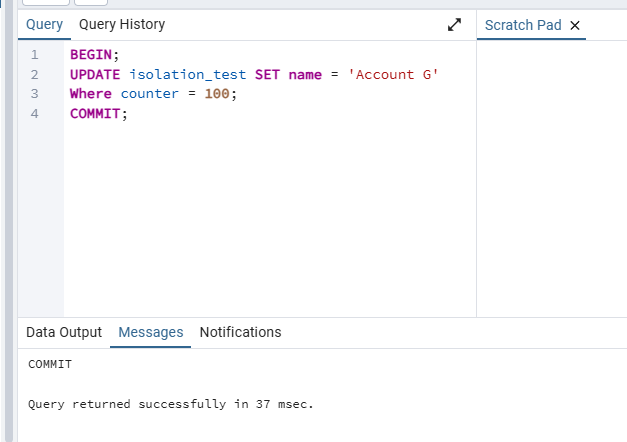 Query Query History Scratch Pad ×
1 BEGIN;
2 UPDATE isolation_test SET name = 'Account G'
3 Where counter = 100;
4 COMMIT;
Data Output Messages Notifications
COMMIT
Query returned successfully in 37 msec.